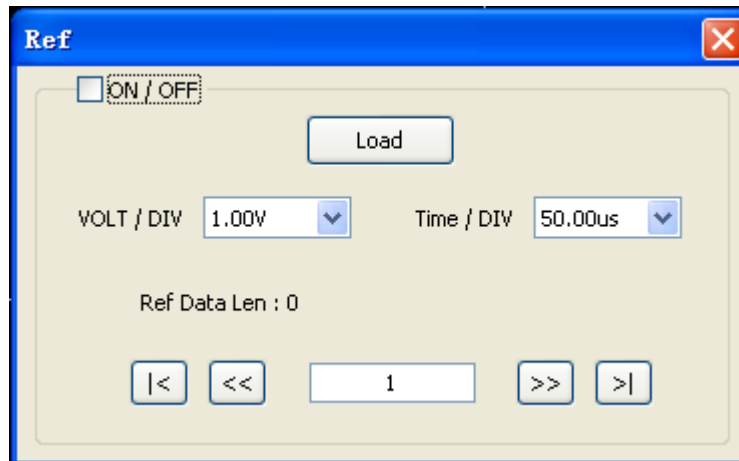 Ref
ON / OFF
Load
VOLT / DIV 1.00V Time / DIV 50.00us
Ref Data Len : 0
|< << 1 >> >|